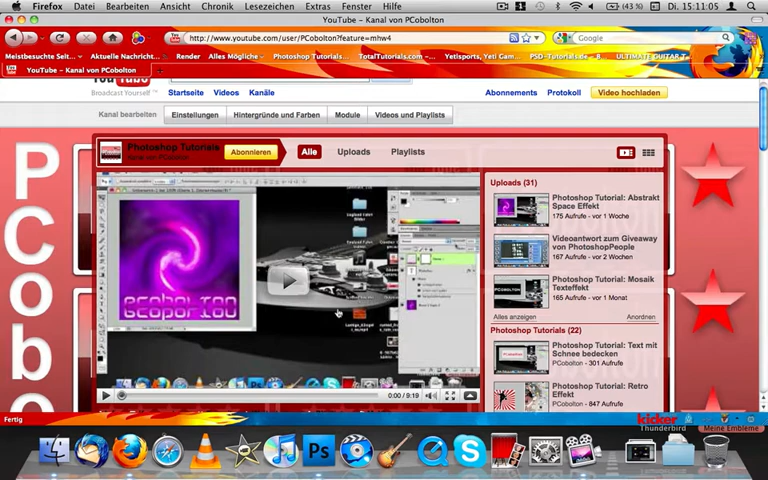 Firefox Datei Bearbeiten Ansicht Chronik Lesezeichen Extras Fenster Hilfe (43 %) Di. 15:11:05
YouTube - Kanal von PCobolton
http://www.youtube.com/user/PCobolton?feature=mhw4
Google
Meistbesuchte Seit... Aktuelle Nachricht... Render Alles Mögliche Photoshop Tutorials... TotalTutorials.com -... Yetisports, Yeti Gam... PSD-Tutorials.de ULTIMATE GUITAR T
YouTube - Kanal von PCobolton
Broadcast Yourself
Startseite Videos Kanäle
Abonnements Protokoll Video hochladen
Kanal bearbeiten Einstellungen Hintergründe und Farben Module Videos und Playlists
PCobo
Photoshop Tutorials
Kanal von PCobolton
Abonnieren
Alle Uploads Playlists
Uploads (31)
Photoshop Tutorial: Abstrakt
Space Effekt
175 Aufrufe - vor 1 Woche
Videoantwort zum Giveaway
von PhotoshopPeople
167 Aufrufe - vor 2 Wochen
Photoshop Tutorial: Mosaik
Texteffekt
165 Aufrufe - vor 1 Monat
Alles anzeigen Anordnen
Photoshop Tutorials (22)
Photoshop Tutorial: Text mit
Schnee bedecken
PCobolton - 301 Aufrufe
Photoshop Tutorial: Retro
Effekt
PCobolton - 847 Aufrufe
0:00 / 9:19
Fertig
kicker
Thunderbird
Meine Embleme
Ps